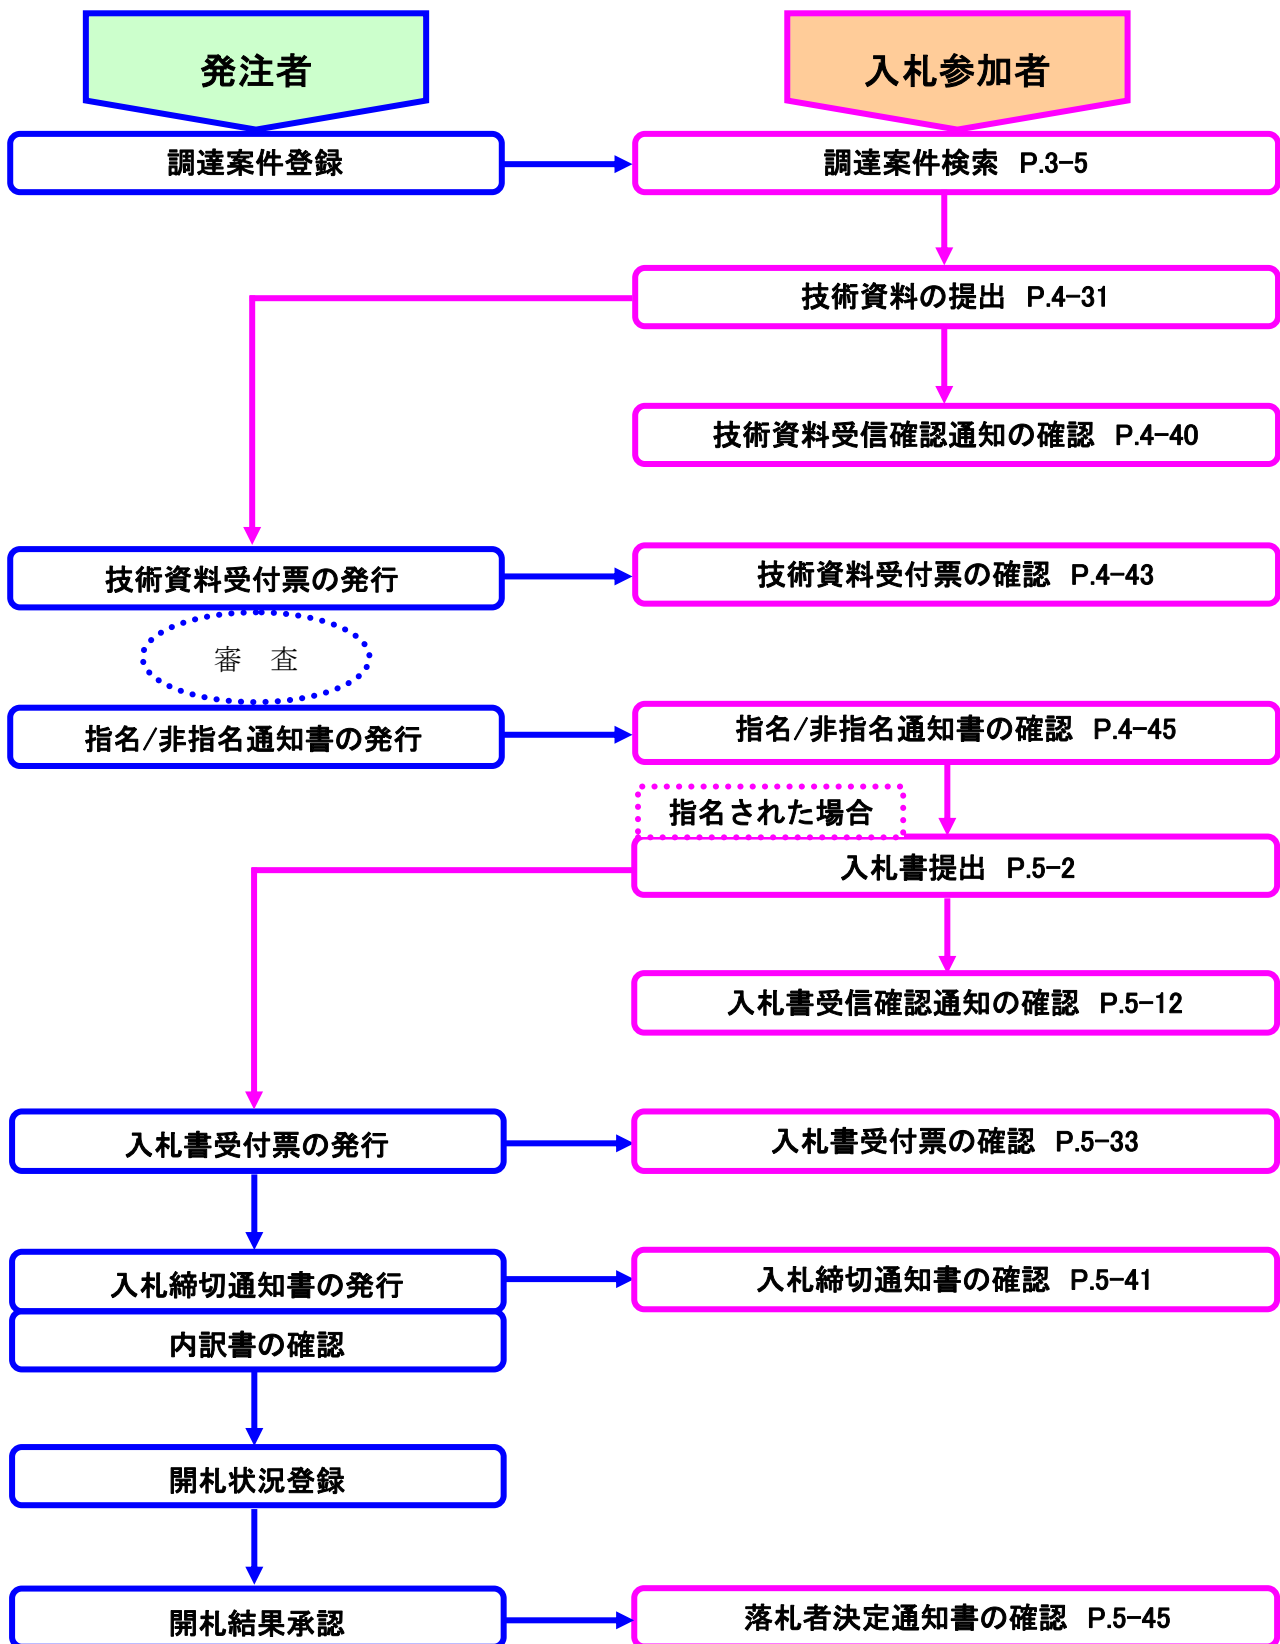 発注者
入札参加者
調達案件登録
調達案件検索 P.3-5
技術資料の提出 P.4-31
技術資料受信確認通知の確認 P.4-40
技術資料受付票の発行
技術資料受付票の確認 P.4-43
審 査
指名/非指名通知書の発行
指名/非指名通知書の確認 P.4-45
指名された場合
入札書提出 P.5-2
入札書受信確認通知の確認 P.5-12
入札書受付票の発行
入札書受付票の確認 P.5-33
入札締切通知書の発行
入札締切通知書の確認 P.5-41
内訳書の確認
開札状況登録
開札結果承認
落札者決定通知書の確認 P.5-45